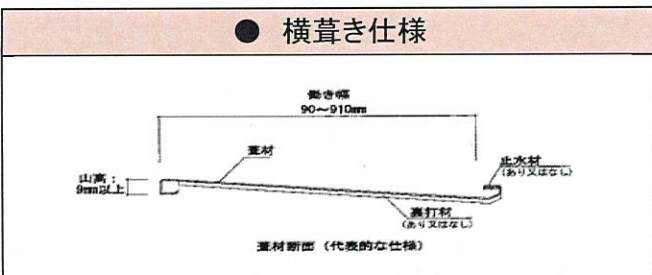 ● 横葺き仕様
働き幅
90～910mm
葺材
止水材
(あり又はなし)
山高：
9mm以上
裏打材
(あり又はなし)
葺材断面（代表的な仕様）